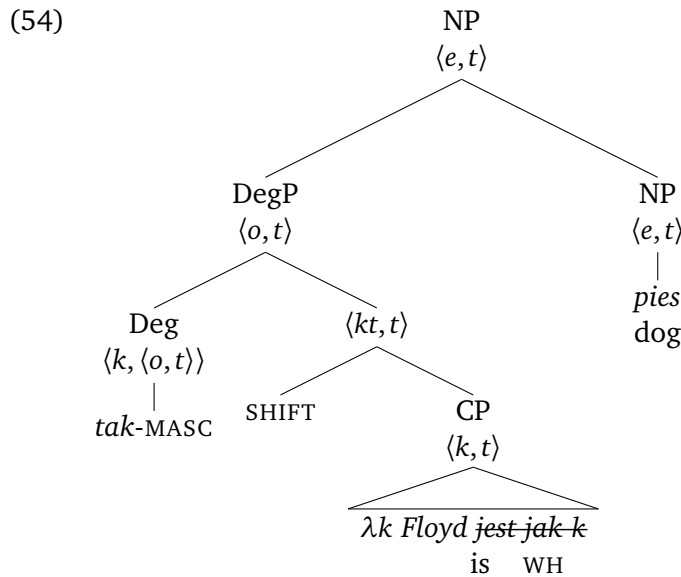 (54)
NP
⟨e, t⟩
DegP NP
⟨o, t⟩ ⟨e, t⟩
pies
Deg ⟨kt, t⟩ dog
⟨k, ⟨o, t⟩⟩
tak-MASC SHIFT CP
⟨k, t⟩
λk Floyd jest jak k
is WH